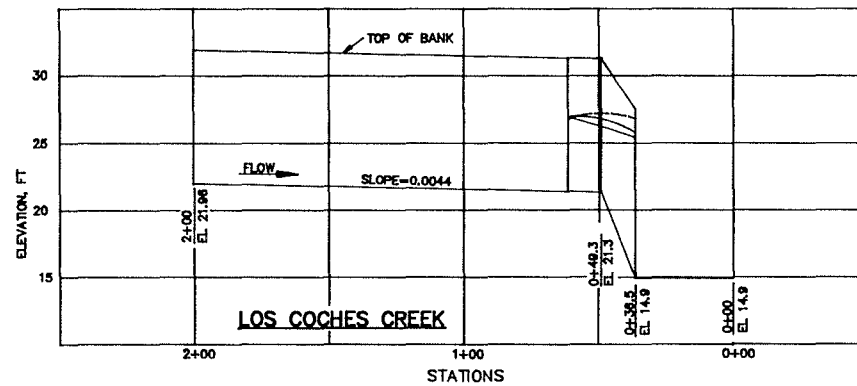 TOP OF BANK
30
25
20
15
ELEVATION, FT
FLOW
SLOPE=0.0044
2+00
EL 21.96
0+49.3
EL 21.3
0+36.5
EL 14.9
0+00
EL 14.9
LOS COCHES CREEK
2+00
1+00
0+00
STATIONS